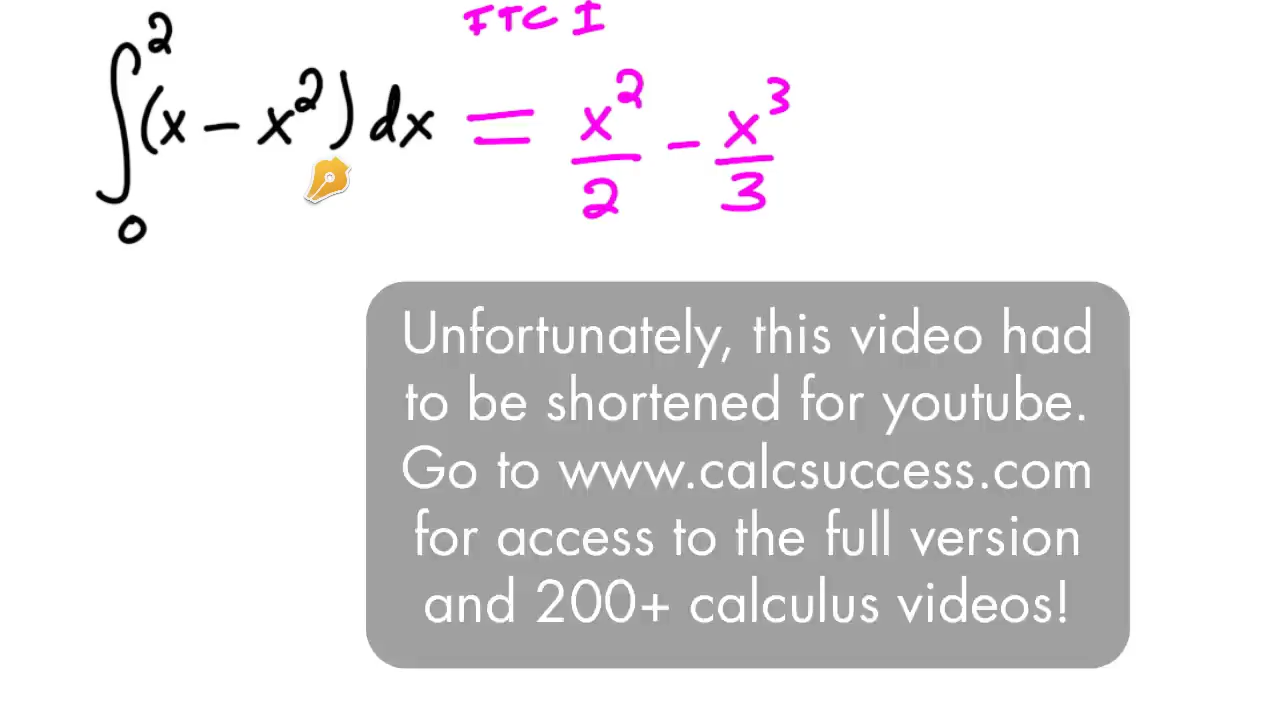 FTC I
∫₀² (x − x²) dx = x²/2 − x³/3
Unfortunately, this video had
to be shortened for youtube.
Go to www.calcsuccess.com
for access to the full version
and 200+ calculus videos!